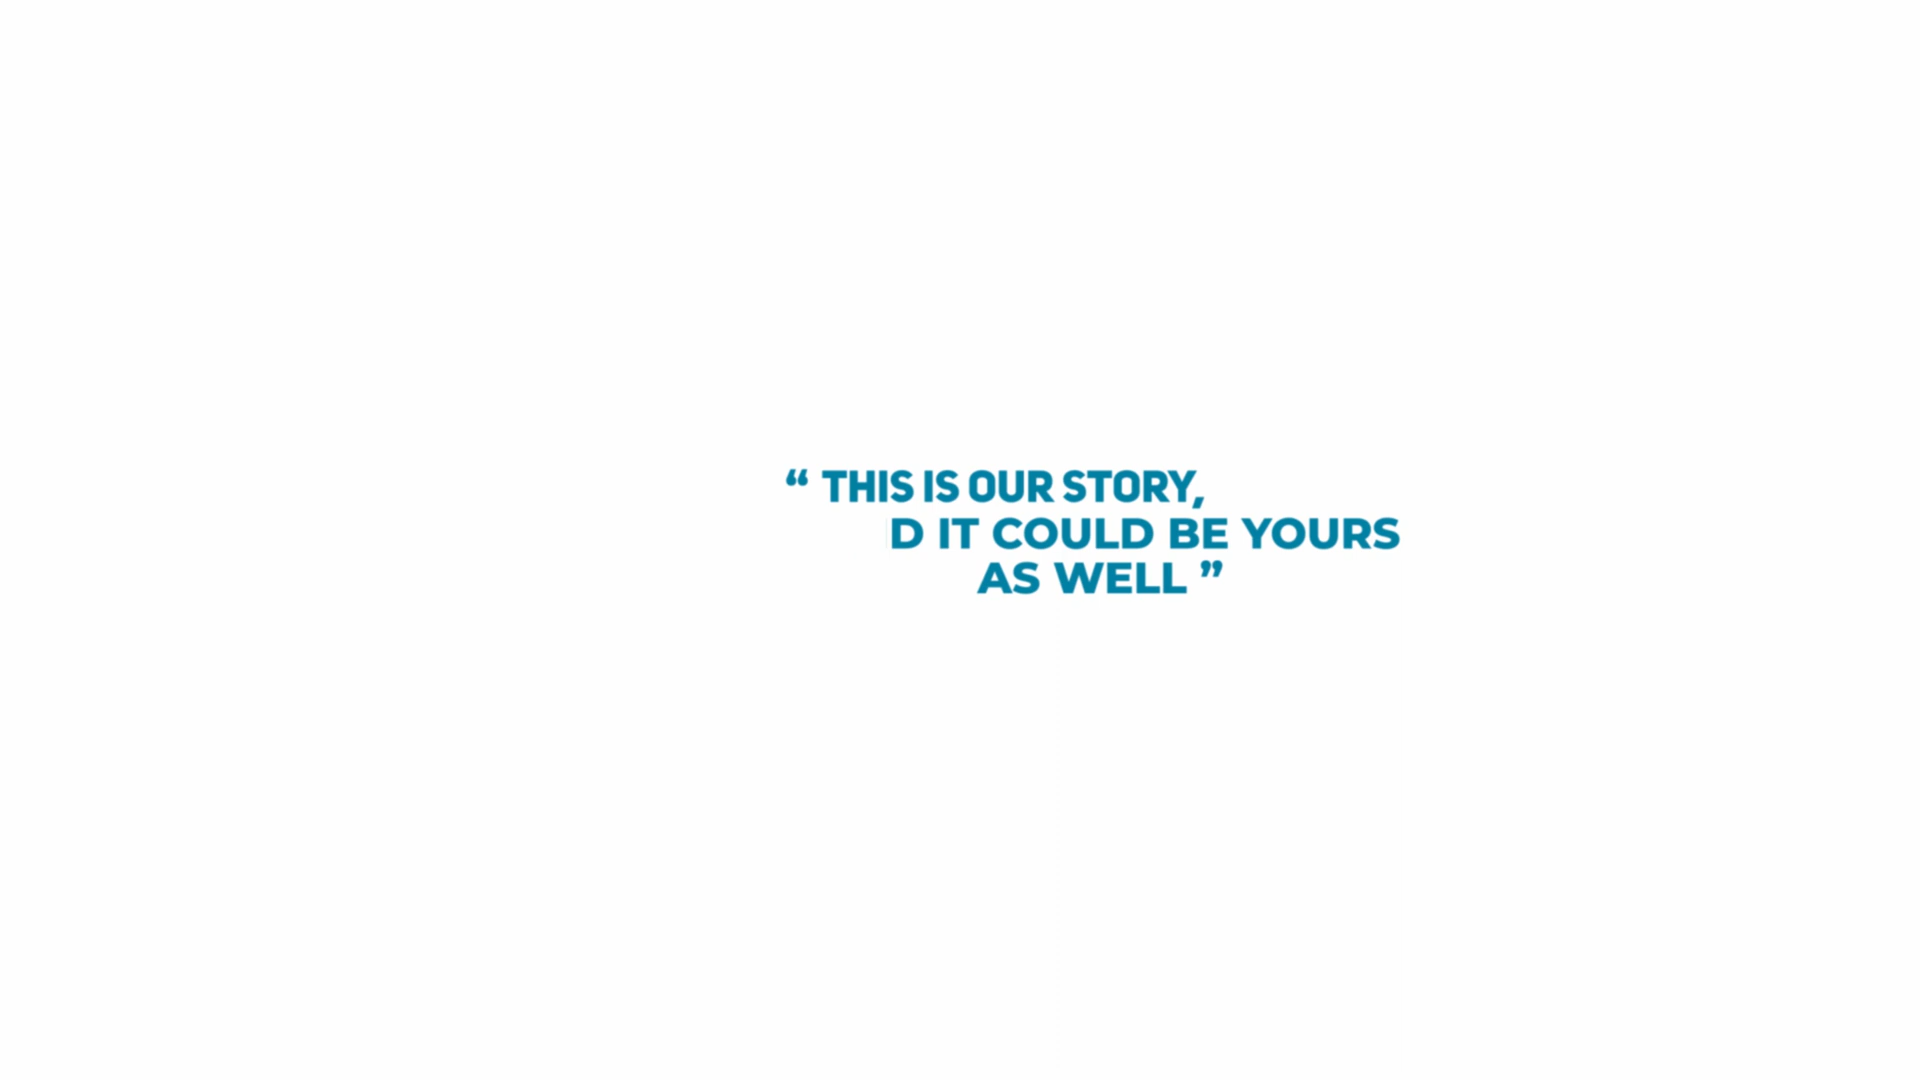 “ THIS IS OUR STORY,
D IT COULD BE YOURS
AS WELL ”